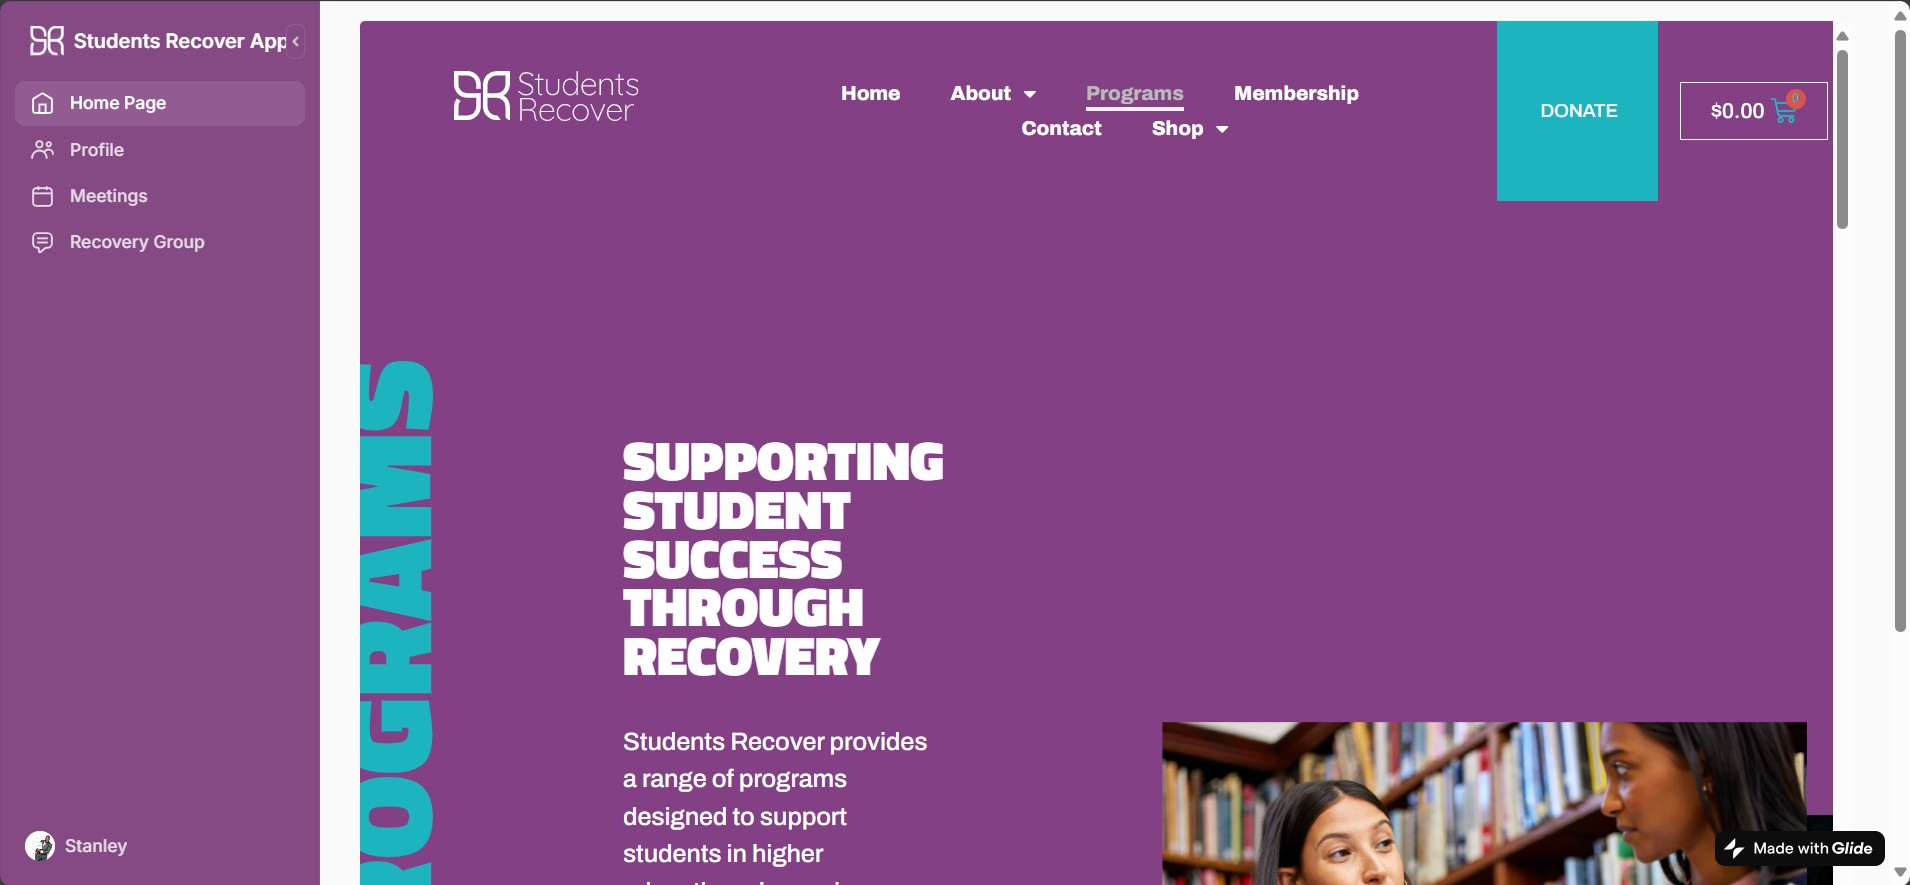 Students Recover App
Home Page
Profile
Meetings
Recovery Group
Stanley
Students
Recover
Home About Programs Membership
Contact Shop
DONATE
$0.00 0
PROGRAMS
SUPPORTING
STUDENT
SUCCESS
THROUGH
RECOVERY
Students Recover provides
a range of programs
designed to support
students in higher
Made with Glide